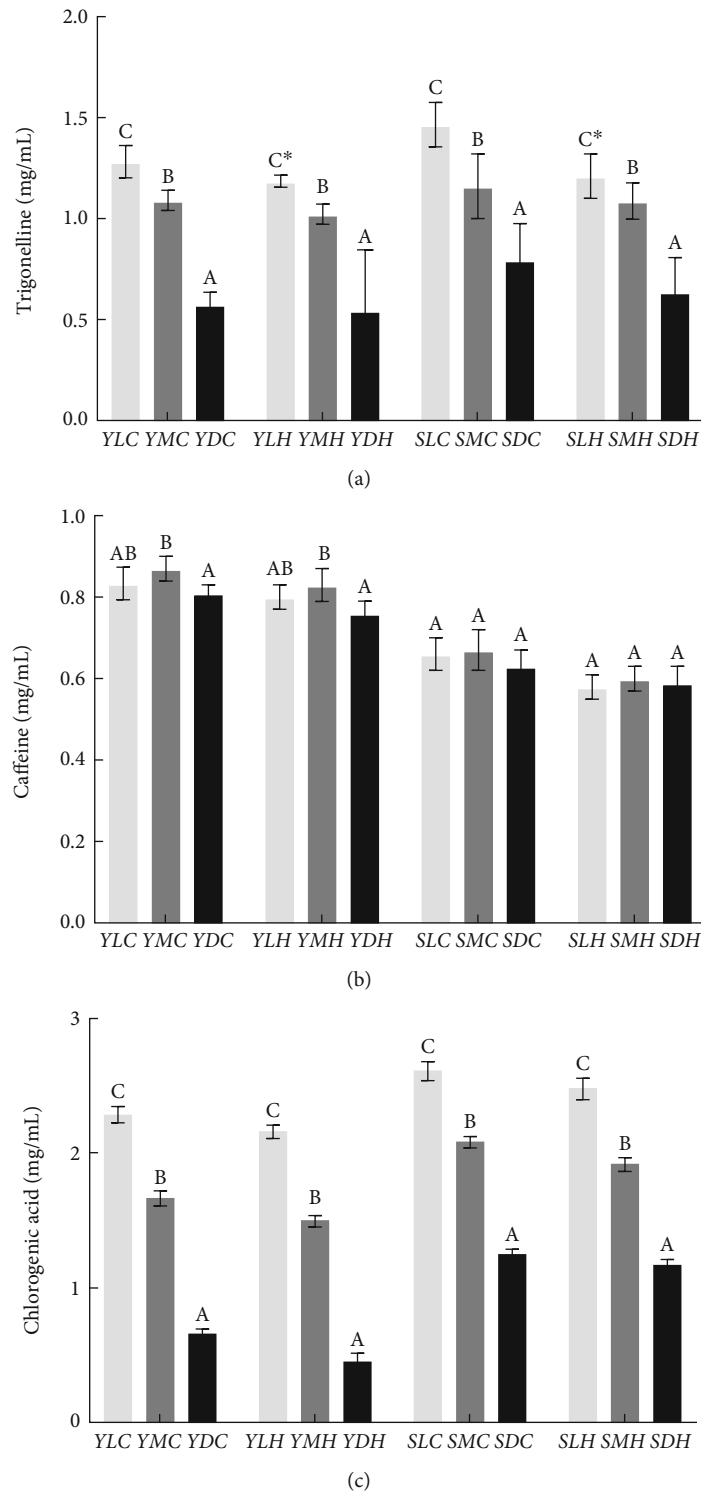 2.0
C
C
1.5
C*
C*
B
B
B
B
Trigonelline (mg/mL)
1.0
A
A
A
A
0.5
0.0
YLC YMC YDC YLH YMH YDH SLC SMC SDC SLH SMH SDH
(a)
1.0
AB B A AB B A
0.8
A A A
A A A
Caffeine (mg/mL)
0.6
0.4
0.2
0.0
YLC YMC YDC YLH YMH YDH SLC SMC SDC SLH SMH SDH
(b)
3
C C C C
B B B B
Chlorogenic acid (mg/mL)
2
A A A A
1
0
YLC YMC YDC YLH YMH YDH SLC SMC SDC SLH SMH SDH
(c)